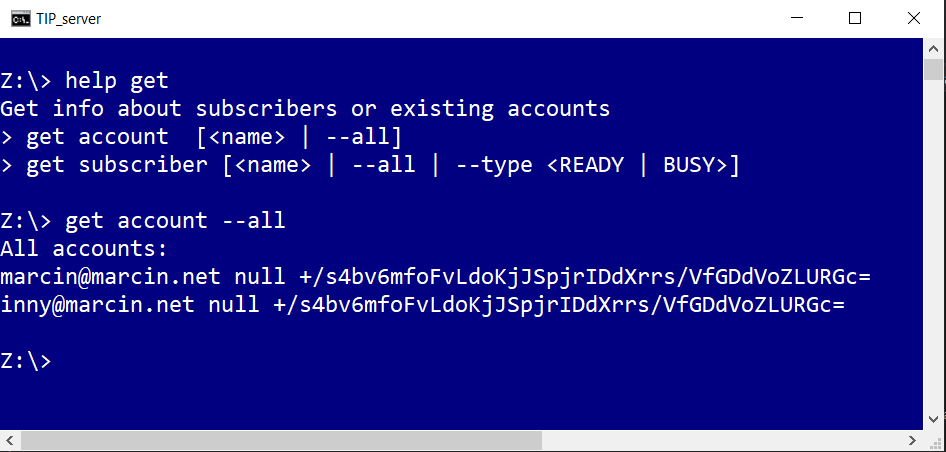 TIP_server
Z:\> help get
Get info about subscribers or existing accounts
> get account  [<name> | --all]
> get subscriber [<name> | --all | --type <READY | BUSY>]
Z:\> get account --all
All accounts:
marcin@marcin.net null +/s4bv6mfoFvLdoKjJSpjrIDdXrrs/VfGDdVoZLURGc=
inny@marcin.net null +/s4bv6mfoFvLdoKjJSpjrIDdXrrs/VfGDdVoZLURGc=
Z:\>